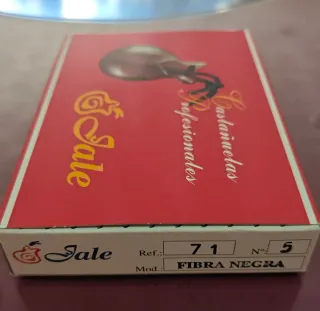 Castañuelas
Profesionales
Jale
Jale
Ref.: 71 Nº: 5
Mod.: FIBRA NEGRA